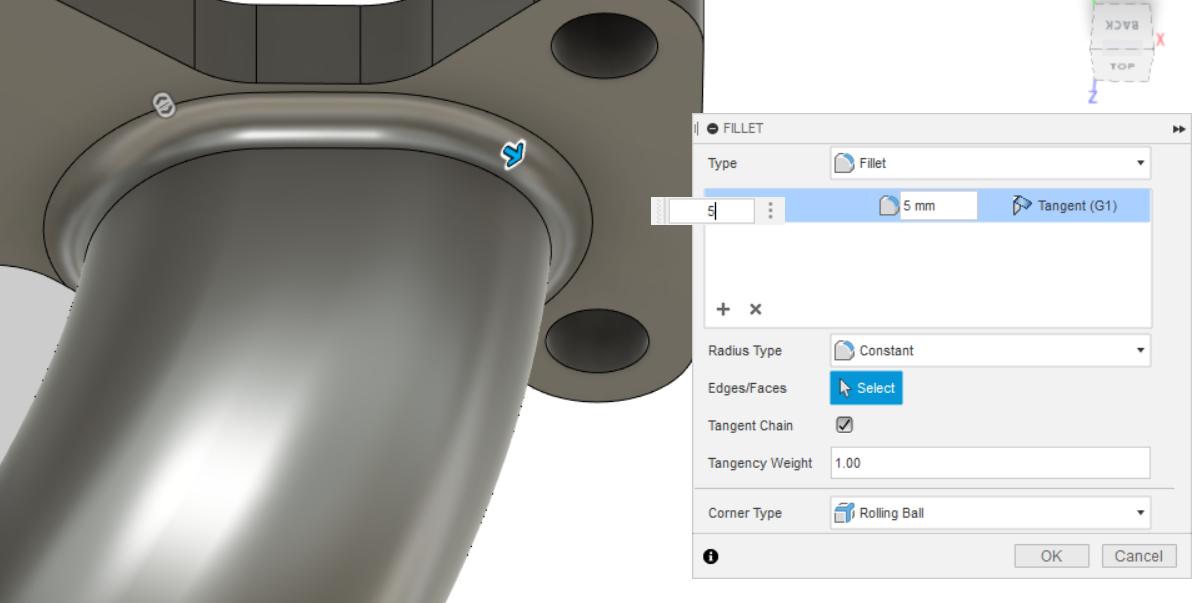 BACK
X
TOP
Z
FILLET
Type Fillet
5 5 mm Tangent (G1)
Radius Type Constant
Edges/Faces Select
Tangent Chain
Tangency Weight 1.00
Corner Type Rolling Ball
OK Cancel